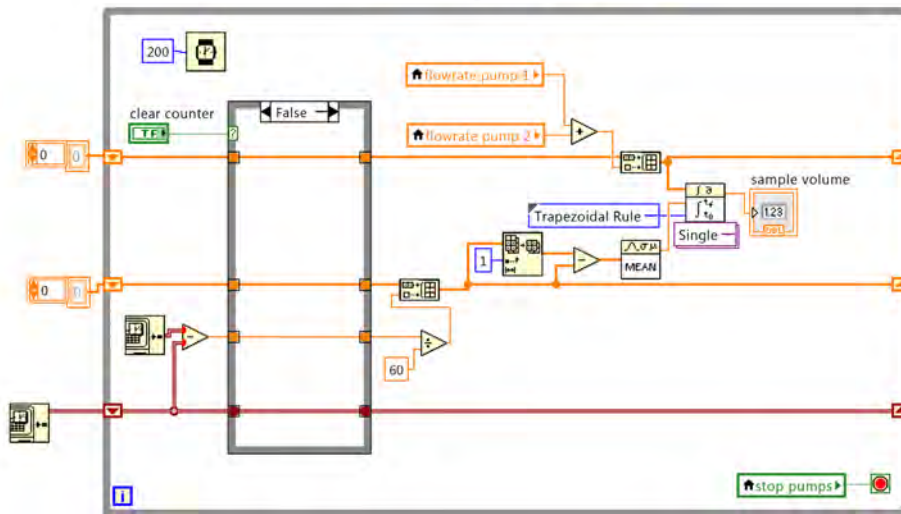 200
flowrate pump 1
clear counter
False
TF
?
flowrate pump 2
+
0
0
∫∂
sample volume
Trapezoidal Rule
1.23
Single
1
−
MEAN
0
0
−
÷
60
i
stop pumps